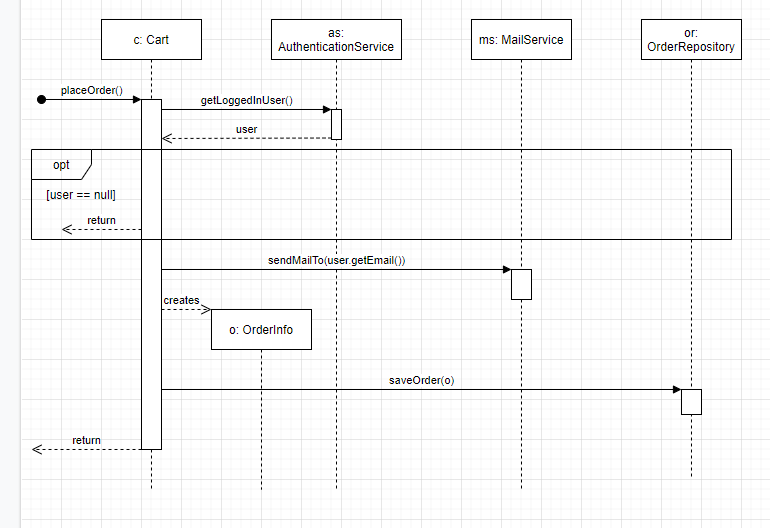 c: Cart
as:
AuthenticationService
ms: MailService
or:
OrderRepository
placeOrder()
getLoggedInUser()
user
opt
[user == null]
return
sendMailTo(user.getEmail())
creates
o: OrderInfo
saveOrder(o)
return